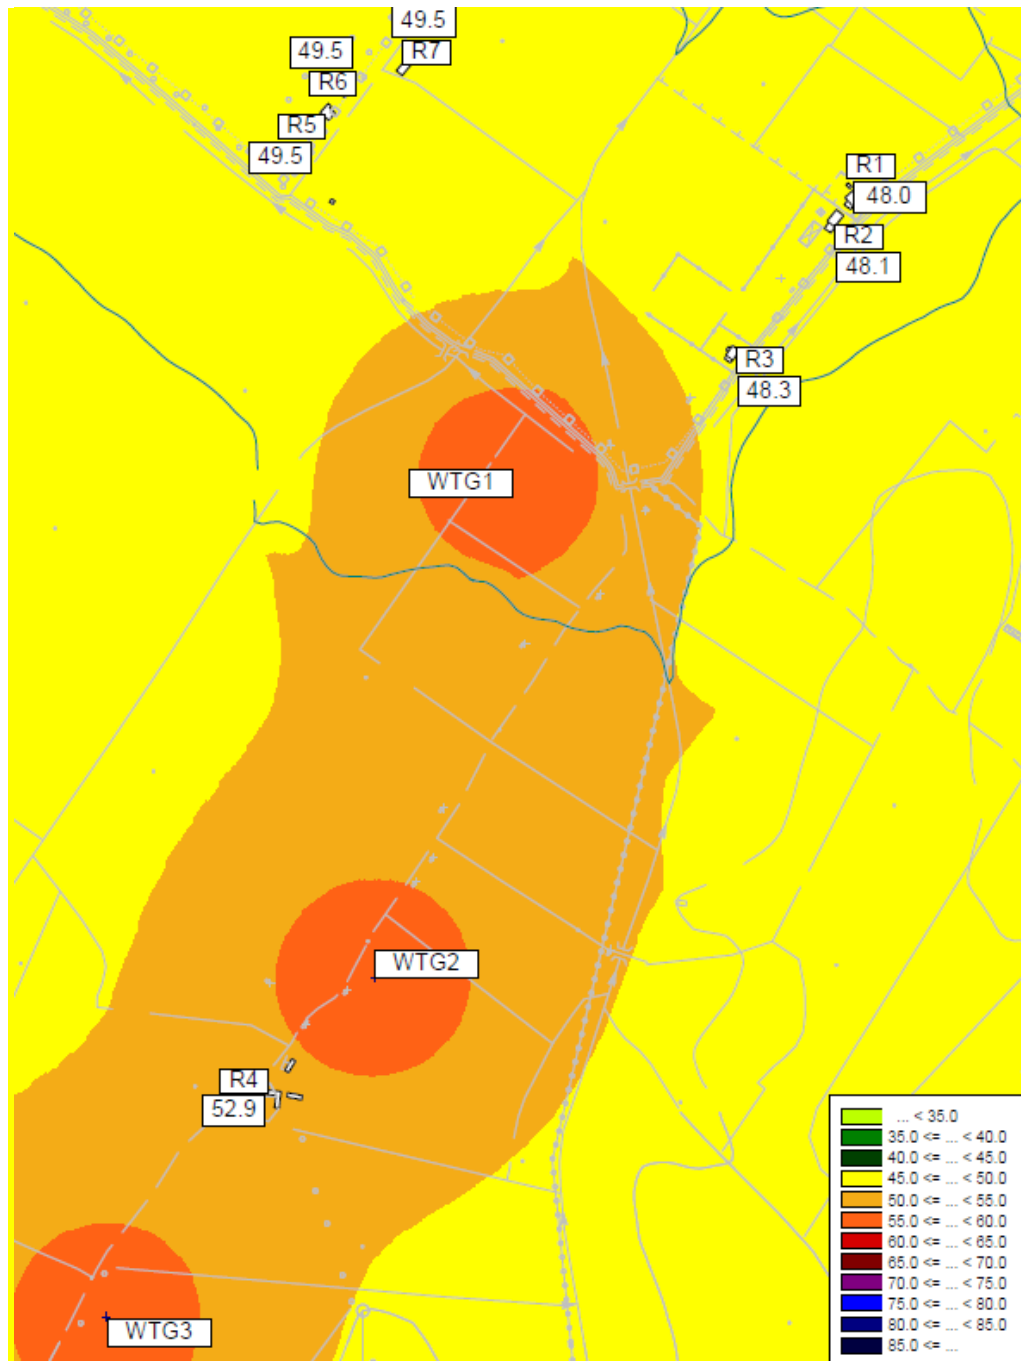 49.5
R7
49.5
R6
R5
49.5
R1
48.0
R2
48.1
R3
48.3
WTG1
WTG2
R4
52.9
WTG3
... < 35.0
35.0 <= ... < 40.0
40.0 <= ... < 45.0
45.0 <= ... < 50.0
50.0 <= ... < 55.0
55.0 <= ... < 60.0
60.0 <= ... < 65.0
65.0 <= ... < 70.0
70.0 <= ... < 75.0
75.0 <= ... < 80.0
80.0 <= ... < 85.0
85.0 <= ...